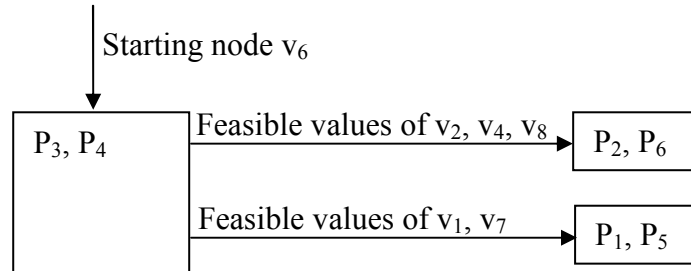 Starting node v₆
P₃, P₄
Feasible values of v₂, v₄, v₈
P₂, P₆
Feasible values of v₁, v₇
P₁, P₅